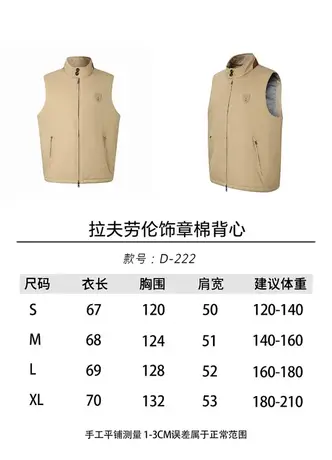 拉夫劳伦饰章棉背心
款号：D-222
尺码 衣长 胸围 肩宽 建议体重
S 67 120 50 120-140
M 68 124 51 140-160
L 69 128 52 160-180
XL 70 132 53 180-210
手工平铺测量 1-3CM误差属于正常范围